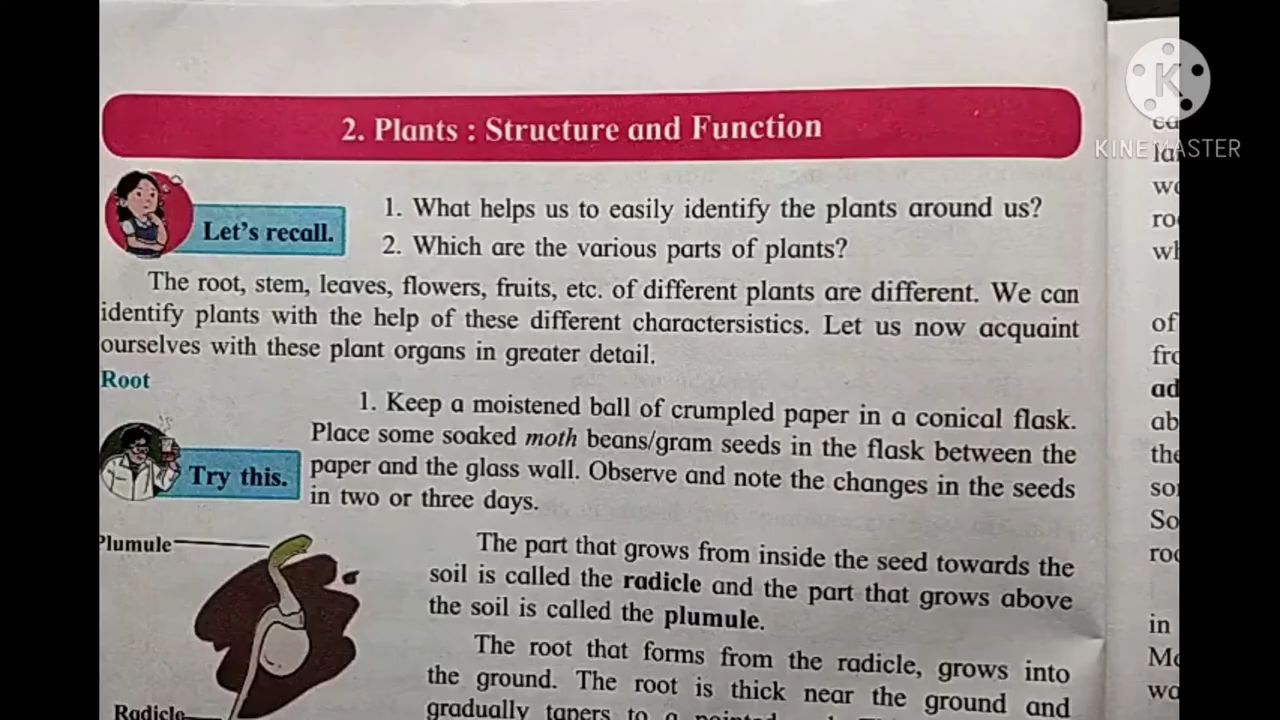 2. Plants : Structure and Function
Let's recall.
1. What helps us to easily identify the plants around us?
2. Which are the various parts of plants?
The root, stem, leaves, flowers, fruits, etc. of different plants are different. We can
identify plants with the help of these different charactersistics. Let us now acquaint
ourselves with these plant organs in greater detail.
Root
Try this.
1. Keep a moistened ball of crumpled paper in a conical flask.
Place some soaked moth beans/gram seeds in the flask between the
paper and the glass wall. Observe and note the changes in the seeds
in two or three days.
Plumule
Radicle
The part that grows from inside the seed towards the
soil is called the radicle and the part that grows above
the soil is called the plumule.
The root that forms from the radicle, grows into
the ground. The root is thick near the ground and
gradually tapers to a pointed
K
KINEMASTER
of
ad
in